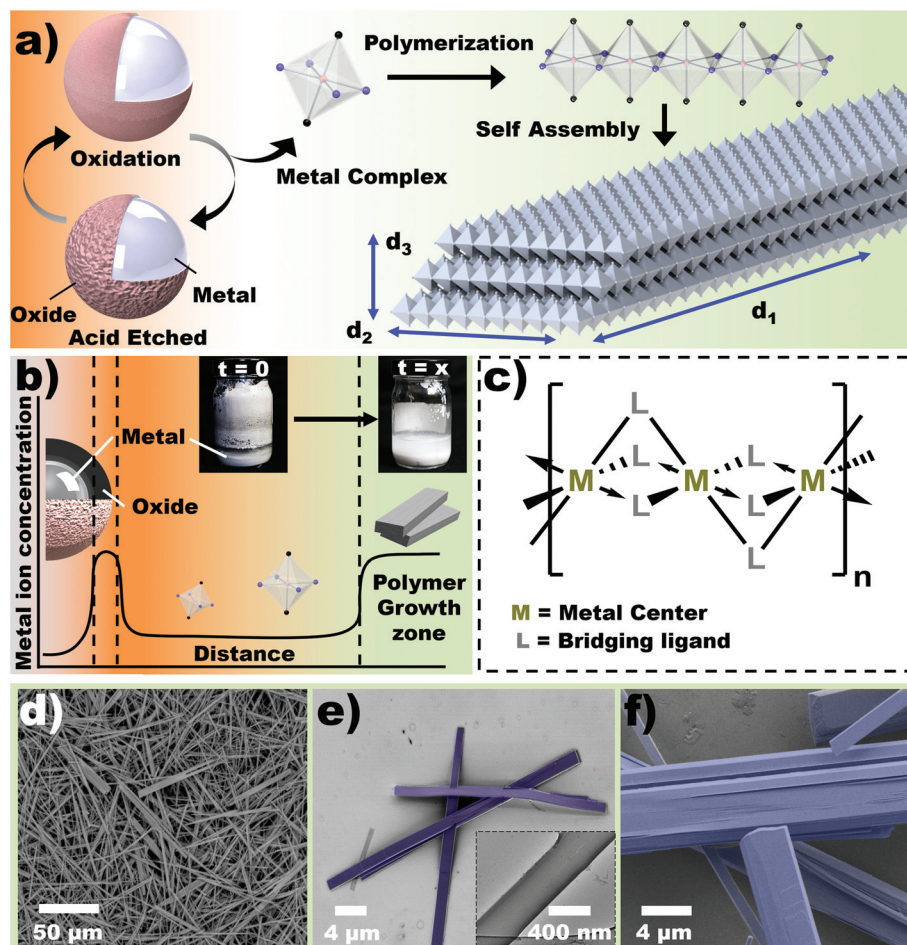 a)
Polymerization
Oxidation
Self Assembly
Metal Complex
d3
Metal
Oxide
Acid Etched
d2
d1
b)
t = 0
t = x
Metal
Oxide
Metal ion concentration
Polymer
Growth
zone
Distance
c)
L
L L
M M M
L L
L
n
M = Metal Center
L = Bridging ligand
d)
50 µm
e)
4 µm
400 nm
f)
4 µm